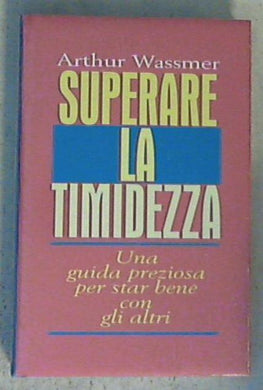 Arthur Wassmer
SUPERARE
LA
TIMIDEZZA
Una
guida preziosa
per star bene
con
gli altri